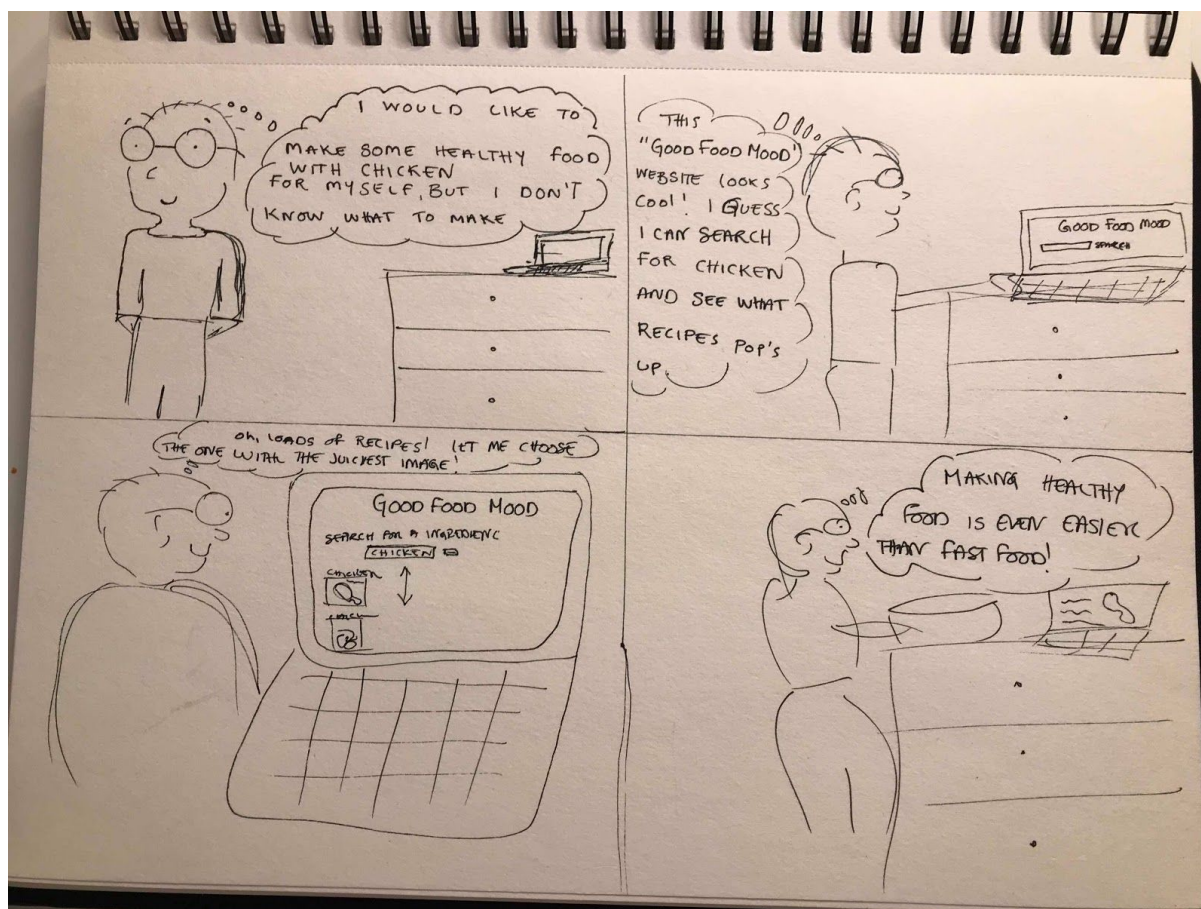 I WOULD LIKE TO
MAKE SOME HEALTHY FOOD
WITH CHICKEN
FOR MYSELF, BUT I DON'T
KNOW WHAT TO MAKE
THIS
"GOOD FOOD MOOD"
WEBSITE LOOKS
COOL! I GUESS
I CAN SEARCH
FOR CHICKEN
AND SEE WHAT
RECIPES POP'S
UP
GOOD FOOD MOOD
SEARCH
Oh, LOADS OF RECIPES! LET ME CHOOSE
THE ONE WITH THE JUICYEST IMAGE!
GOOD FOOD MOOD
SEARCH FOR A
CHICKEN
CHICKEN
MAKING HEALTHY
FOOD IS EVEN EASIER
THAN FAST FOOD!